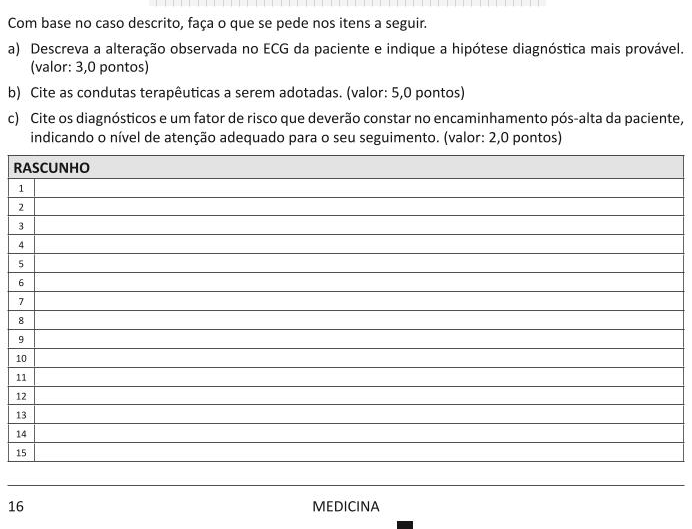 Com base no caso descrito, faça o que se pede nos itens a seguir.
a) Descreva a alteração observada no ECG da paciente e indique a hipótese diagnóstica mais provável.
(valor: 3,0 pontos)
b) Cite as condutas terapêuticas a serem adotadas. (valor: 5,0 pontos)
c) Cite os diagnósticos e um fator de risco que deverão constar no encaminhamento pós-alta da paciente,
indicando o nível de atenção adequado para o seu seguimento. (valor: 2,0 pontos)
RASCUNHO
1
2
3
4
5
6
7
8
9
10
11
12
13
14
15
16 MEDICINA